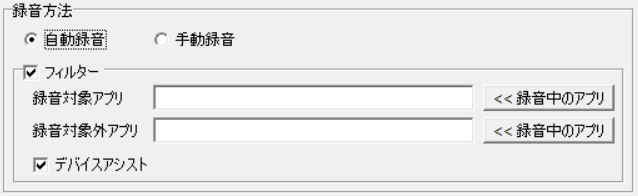 録音方法
自動録音 手動録音
フィルター
録音対象アプリ << 録音中のアプリ
録音対象外アプリ << 録音中のアプリ
デバイスアシスト